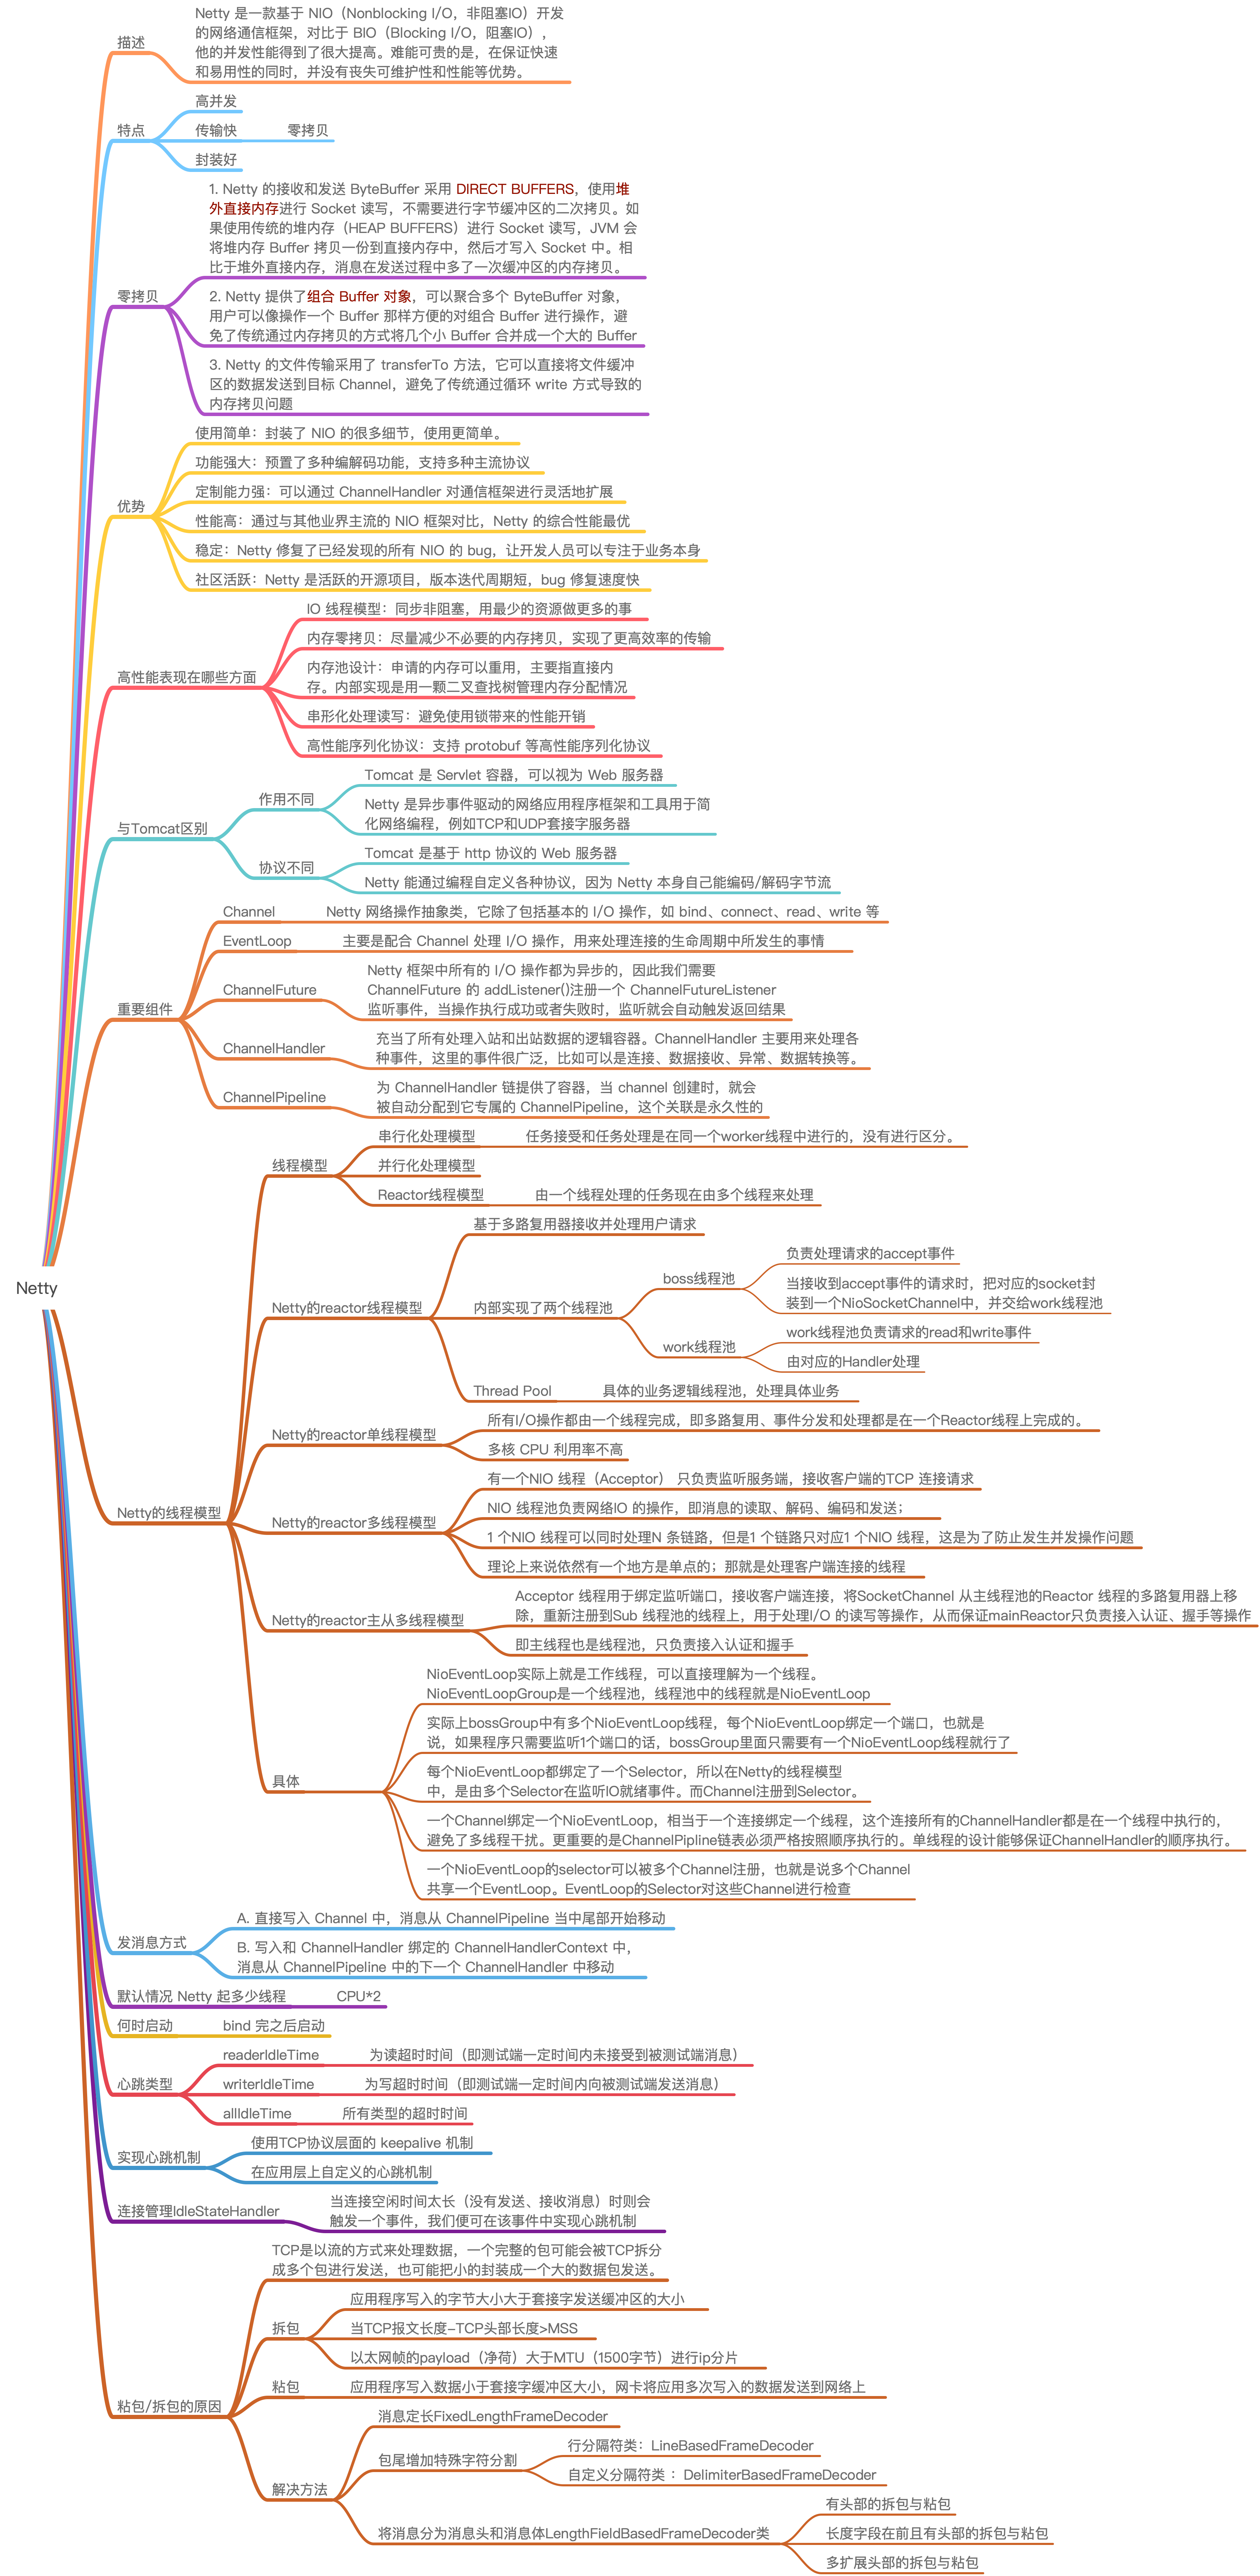 Netty
描述
Netty 是一款基于 NIO（Nonblocking I/O，非阻塞IO）开发
的网络通信框架，对比于 BIO（Blocking I/O，阻塞IO），
他的并发性能得到了很大提高。难能可贵的是，在保证快速
和易用性的同时，并没有丧失可维护性和性能等优势。
特点
高并发
传输快
零拷贝
封装好
零拷贝
1. Netty 的接收和发送 ByteBuffer 采用 DIRECT BUFFERS，使用堆
外直接内存进行 Socket 读写，不需要进行字节缓冲区的二次拷贝。如
果使用传统的堆内存（HEAP BUFFERS）进行 Socket 读写，JVM 会
将堆内存 Buffer 拷贝一份到直接内存中，然后才写入 Socket 中。相
比于堆外直接内存，消息在发送过程中多了一次缓冲区的内存拷贝。
2. Netty 提供了组合 Buffer 对象，可以聚合多个 ByteBuffer 对象，
用户可以像操作一个 Buffer 那样方便的对组合 Buffer 进行操作，避
免了传统通过内存拷贝的方式将几个小 Buffer 合并成一个大的 Buffer
3. Netty 的文件传输采用了 transferTo 方法，它可以直接将文件缓冲
区的数据发送到目标 Channel，避免了传统通过循环 write 方式导致的
内存拷贝问题
优势
使用简单：封装了 NIO 的很多细节，使用更简单。
功能强大：预置了多种编解码功能，支持多种主流协议
定制能力强：可以通过 ChannelHandler 对通信框架进行灵活地扩展
性能高：通过与其他业界主流的 NIO 框架对比，Netty 的综合性能最优
稳定：Netty 修复了已经发现的所有 NIO 的 bug，让开发人员可以专注于业务本身
社区活跃：Netty 是活跃的开源项目，版本迭代周期短，bug 修复速度快
高性能表现在哪些方面
IO 线程模型：同步非阻塞，用最少的资源做更多的事
内存零拷贝：尽量减少不必要的内存拷贝，实现了更高效率的传输
内存池设计：申请的内存可以重用，主要指直接内
存。内部实现是用一颗二叉查找树管理内存分配情况
串形化处理读写：避免使用锁带来的性能开销
高性能序列化协议：支持 protobuf 等高性能序列化协议
与Tomcat区别
作用不同
Tomcat 是 Servlet 容器，可以视为 Web 服务器
Netty 是异步事件驱动的网络应用程序框架和工具用于简
化网络编程，例如TCP和UDP套接字服务器
协议不同
Tomcat 是基于 http 协议的 Web 服务器
Netty 能通过编程自定义各种协议，因为 Netty 本身自己能编码/解码字节流
重要组件
Channel
Netty 网络操作抽象类，它除了包括基本的 I/O 操作，如 bind、connect、read、write 等
EventLoop
主要是配合 Channel 处理 I/O 操作，用来处理连接的生命周期中所发生的事情
ChannelFuture
Netty 框架中所有的 I/O 操作都为异步的，因此我们需要
ChannelFuture 的 addListener()注册一个 ChannelFutureListener
监听事件，当操作执行成功或者失败时，监听就会自动触发返回结果
ChannelHandler
充当了所有处理入站和出站数据的逻辑容器。ChannelHandler 主要用来处理各
种事件，这里的事件很广泛，比如可以是连接、数据接收、异常、数据转换等。
ChannelPipeline
为 ChannelHandler 链提供了容器，当 channel 创建时，就会
被自动分配到它专属的 ChannelPipeline，这个关联是永久性的
Netty的线程模型
线程模型
串行化处理模型
任务接受和任务处理是在同一个worker线程中进行的，没有进行区分。
并行化处理模型
Reactor线程模型
由一个线程处理的任务现在由多个线程来处理
Netty的reactor线程模型
基于多路复用器接收并处理用户请求
内部实现了两个线程池
boss线程池
负责处理请求的accept事件
当接收到accept事件的请求时，把对应的socket封
装到一个NioSocketChannel中，并交给work线程池
work线程池
work线程池负责请求的read和write事件
由对应的Handler处理
Thread Pool
具体的业务逻辑线程池，处理具体业务
Netty的reactor单线程模型
所有I/O操作都由一个线程完成，即多路复用、事件分发和处理都是在一个Reactor线程上完成的。
多核 CPU 利用率不高
Netty的reactor多线程模型
有一个NIO 线程（Acceptor） 只负责监听服务端，接收客户端的TCP 连接请求
NIO 线程池负责网络IO 的操作，即消息的读取、解码、编码和发送；
1 个NIO 线程可以同时处理N 条链路，但是1 个链路只对应1 个NIO 线程，这是为了防止发生并发操作问题
理论上来说依然有一个地方是单点的；那就是处理客户端连接的线程
Netty的reactor主从多线程模型
Acceptor 线程用于绑定监听端口，接收客户端连接，将SocketChannel 从主线程池的Reactor 线程的多路复用器上移
除，重新注册到Sub 线程池的线程上，用于处理I/O 的读写等操作，从而保证mainReactor只负责接入认证、握手等操作
即主线程也是线程池，只负责接入认证和握手
具体
NioEventLoop实际上就是工作线程，可以直接理解为一个线程。
NioEventLoopGroup是一个线程池，线程池中的线程就是NioEventLoop
实际上bossGroup中有多个NioEventLoop线程，每个NioEventLoop绑定一个端口，也就是
说，如果程序只需要监听1个端口的话，bossGroup里面只需要有一个NioEventLoop线程就行了
每个NioEventLoop都绑定了一个Selector，所以在Netty的线程模型
中，是由多个Selector在监听IO就绪事件。而Channel注册到Selector。
一个Channel绑定一个NioEventLoop，相当于一个连接绑定一个线程，这个连接所有的ChannelHandler都是在一个线程中执行的，
避免了多线程干扰。更重要的是ChannelPipline链表必须严格按照顺序执行的。单线程的设计能够保证ChannelHandler的顺序执行。
一个NioEventLoop的selector可以被多个Channel注册，也就是说多个Channel
共享一个EventLoop。EventLoop的Selector对这些Channel进行检查
发消息方式
A. 直接写入 Channel 中，消息从 ChannelPipeline 当中尾部开始移动
B. 写入和 ChannelHandler 绑定的 ChannelHandlerContext 中，
消息从 ChannelPipeline 中的下一个 ChannelHandler 中移动
默认情况 Netty 起多少线程
CPU*2
何时启动
bind 完之后启动
心跳类型
readerIdleTime
为读超时时间（即测试端一定时间内未接受到被测试端消息）
writerIdleTime
为写超时时间（即测试端一定时间内向被测试端发送消息）
allIdleTime
所有类型的超时时间
实现心跳机制
使用TCP协议层面的 keepalive 机制
在应用层上自定义的心跳机制
连接管理IdleStateHandler
当连接空闲时间太长（没有发送、接收消息）时则会
触发一个事件，我们便可在该事件中实现心跳机制
粘包/拆包的原因
TCP是以流的方式来处理数据，一个完整的包可能会被TCP拆分
成多个包进行发送，也可能把小的封装成一个大的数据包发送。
拆包
应用程序写入的字节大小大于套接字发送缓冲区的大小
当TCP报文长度-TCP头部长度>MSS
以太网帧的payload（净荷）大于MTU（1500字节）进行ip分片
粘包
应用程序写入数据小于套接字缓冲区大小，网卡将应用多次写入的数据发送到网络上
解决方法
消息定长FixedLengthFrameDecoder
包尾增加特殊字符分割
行分隔符类：LineBasedFrameDecoder
自定义分隔符类 ：DelimiterBasedFrameDecoder
将消息分为消息头和消息体LengthFieldBasedFrameDecoder类
有头部的拆包与粘包
长度字段在前且有头部的拆包与粘包
多扩展头部的拆包与粘包